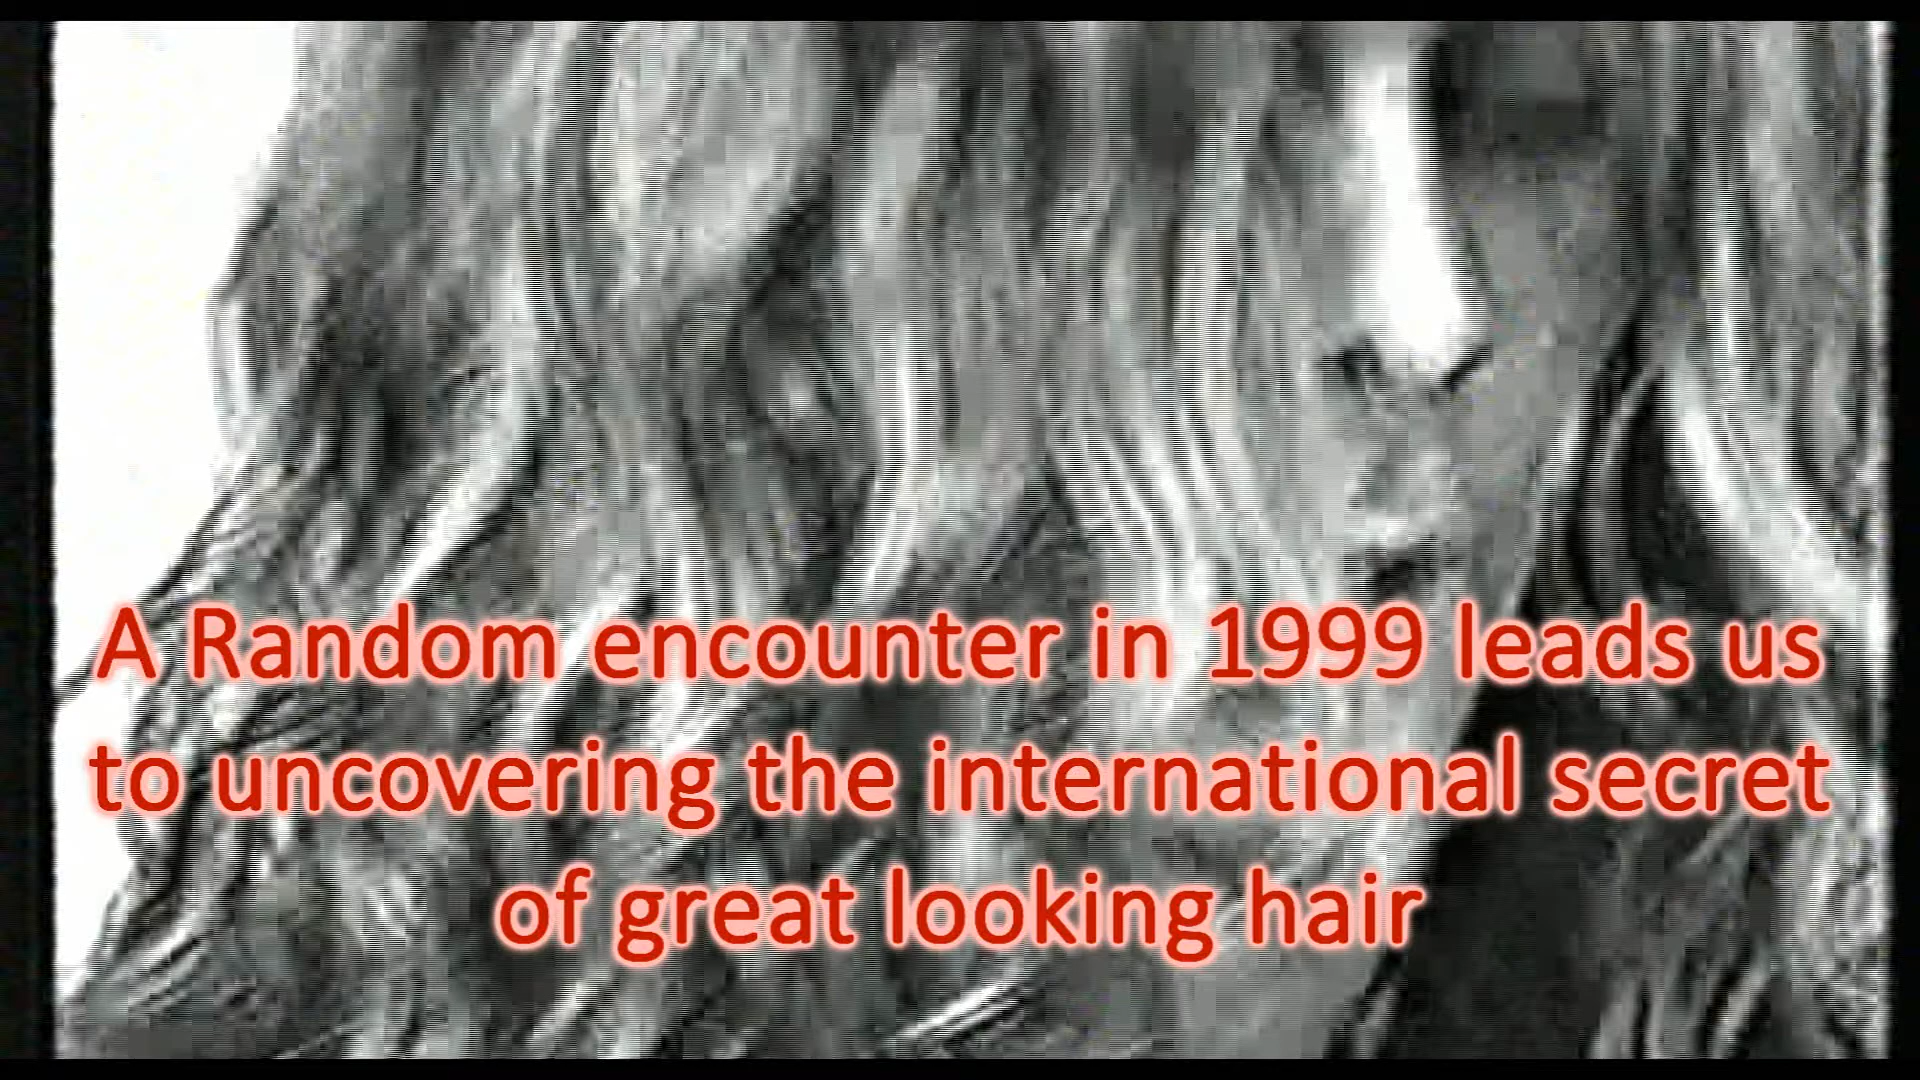 A Random encounter in 1999 leads us
to uncovering the international secret
of great looking hair